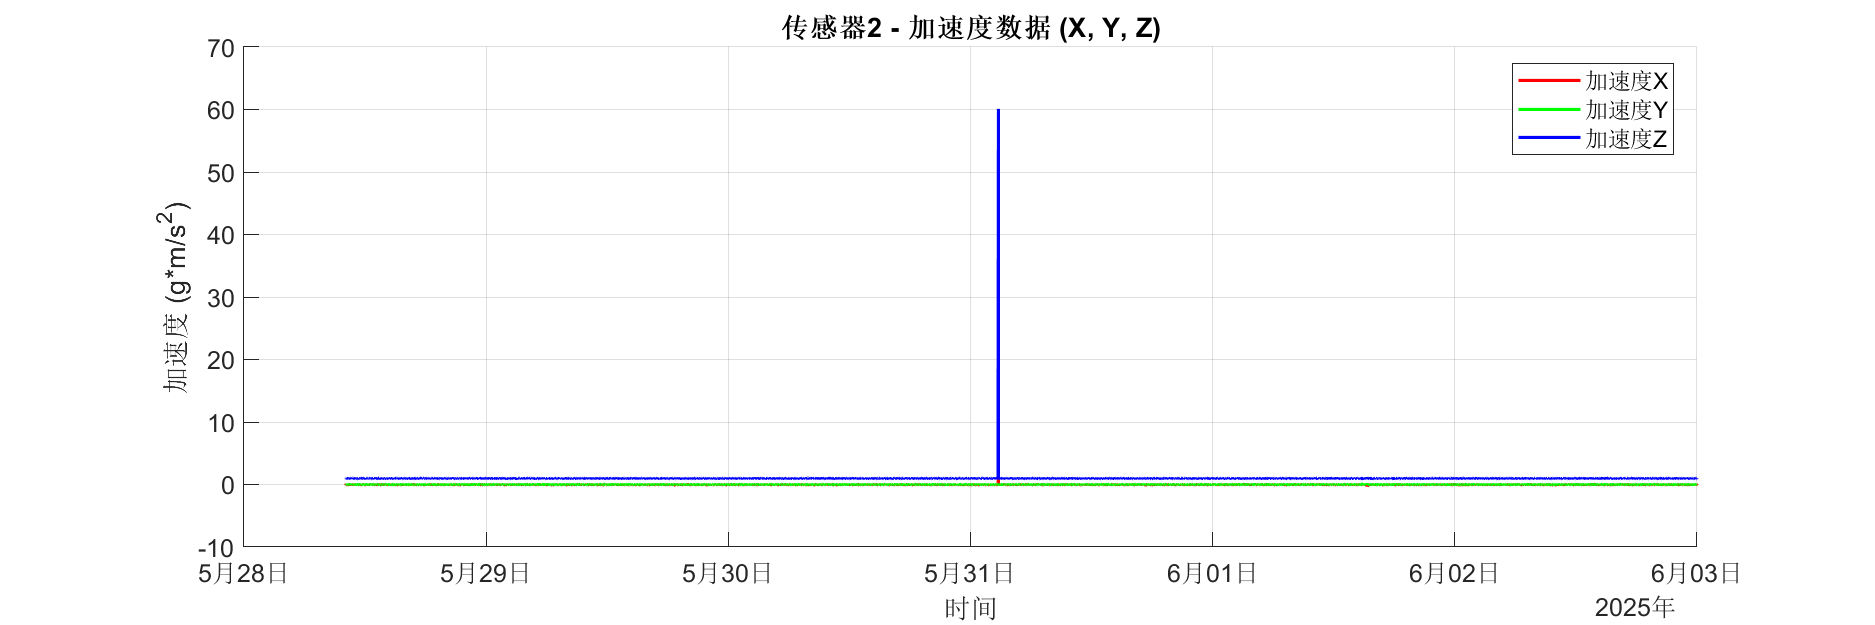 传感器2 - 加速度数据 (X, Y, Z)
70
60
50
40
30
20
10
0
-10
加速度 (g*m/s²)
加速度X
加速度Y
加速度Z
5月28日 5月29日 5月30日 5月31日 6月01日 6月02日 6月03日
时间
2025年